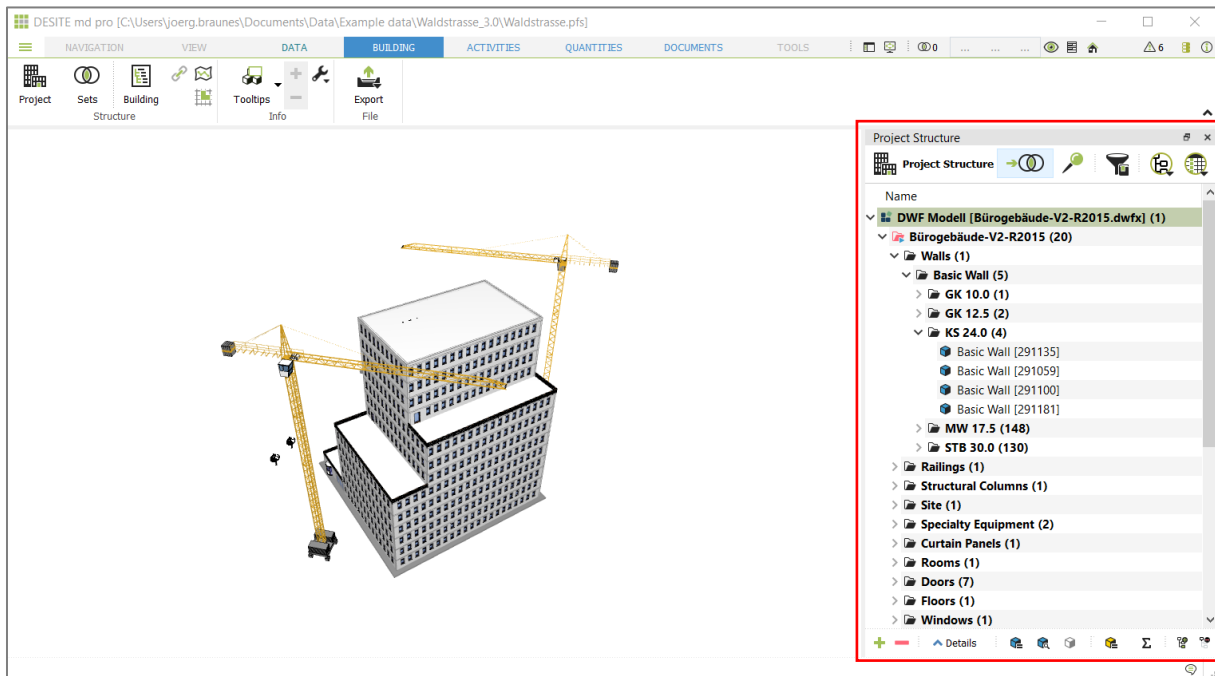 DESITE md pro [C:\Users\joerg.braunes\Documents\Data\Example data\Waldstrasse_3.0\Waldstrasse.pfs]
NAVIGATION VIEW DATA BUILDING ACTIVITIES QUANTITIES DOCUMENTS TOOLS 0 ... ... ... 6
Project Sets Building Tooltips Export
Structure Info File
Project Structure
Project Structure
Name
DWF Modell [Bürogebäude-V2-R2015.dwfx] (1)
Bürogebäude-V2-R2015 (20)
Walls (1)
Basic Wall (5)
GK 10.0 (1)
GK 12.5 (2)
KS 24.0 (4)
Basic Wall [291135]
Basic Wall [291059]
Basic Wall [291100]
Basic Wall [291181]
MW 17.5 (148)
STB 30.0 (130)
Railings (1)
Structural Columns (1)
Site (1)
Specialty Equipment (2)
Curtain Panels (1)
Rooms (1)
Doors (7)
Floors (1)
Windows (1)
Details Σ